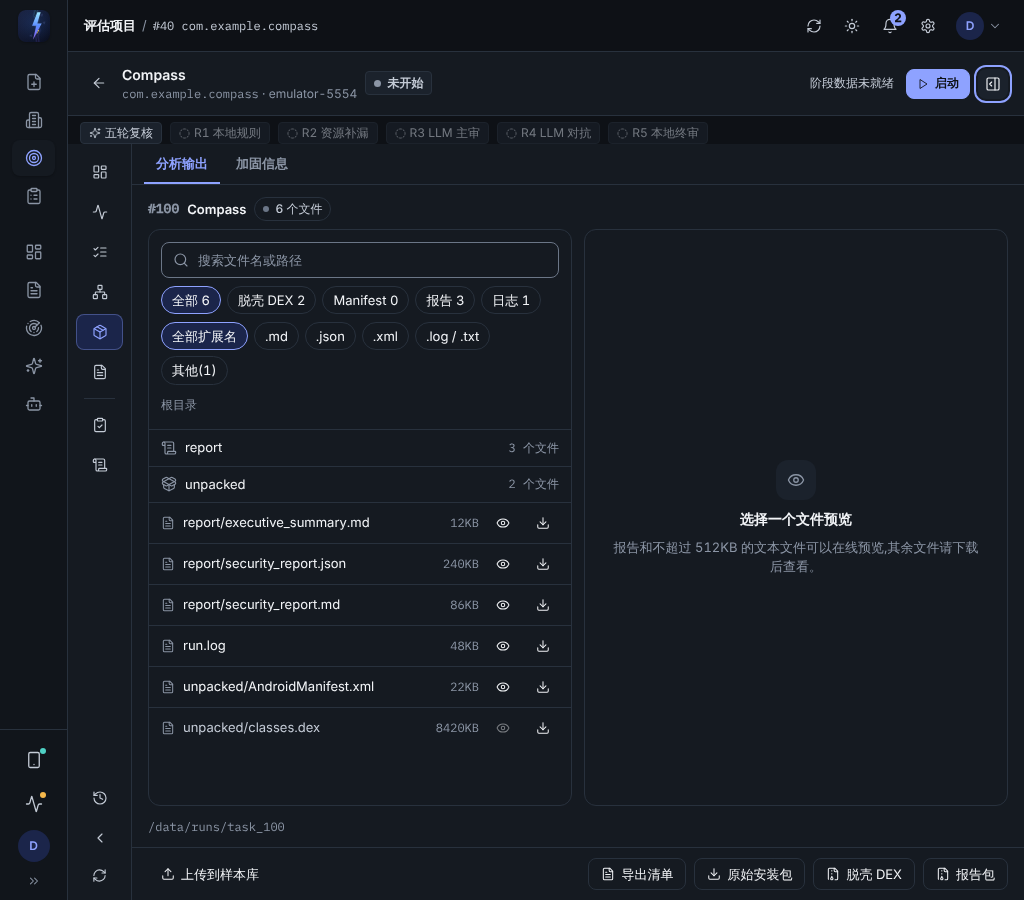 评估项目 / #40 com.example.compass
2
D
Compass
com.example.compass · emulator-5554
未开始
阶段数据未就绪
启动
五轮复核
R1 本地规则
R2 资源补漏
R3 LLM 主审
R4 LLM 对抗
R5 本地终审
分析输出
加固信息
#100 Compass 6 个文件
搜索文件名或路径
全部 6
脱壳 DEX 2
Manifest 0
报告 3
日志 1
全部扩展名
.md
.json
.xml
.log / .txt
其他(1)
根目录
report 3 个文件
unpacked 2 个文件
report/executive_summary.md 12KB
report/security_report.json 240KB
report/security_report.md 86KB
run.log 48KB
unpacked/AndroidManifest.xml 22KB
unpacked/classes.dex 8420KB
选择一个文件预览
报告和不超过 512KB 的文本文件可以在线预览,其余文件请下载
后查看。
/data/runs/task_100
D
上传到样本库
导出清单
原始安装包
脱壳 DEX
报告包